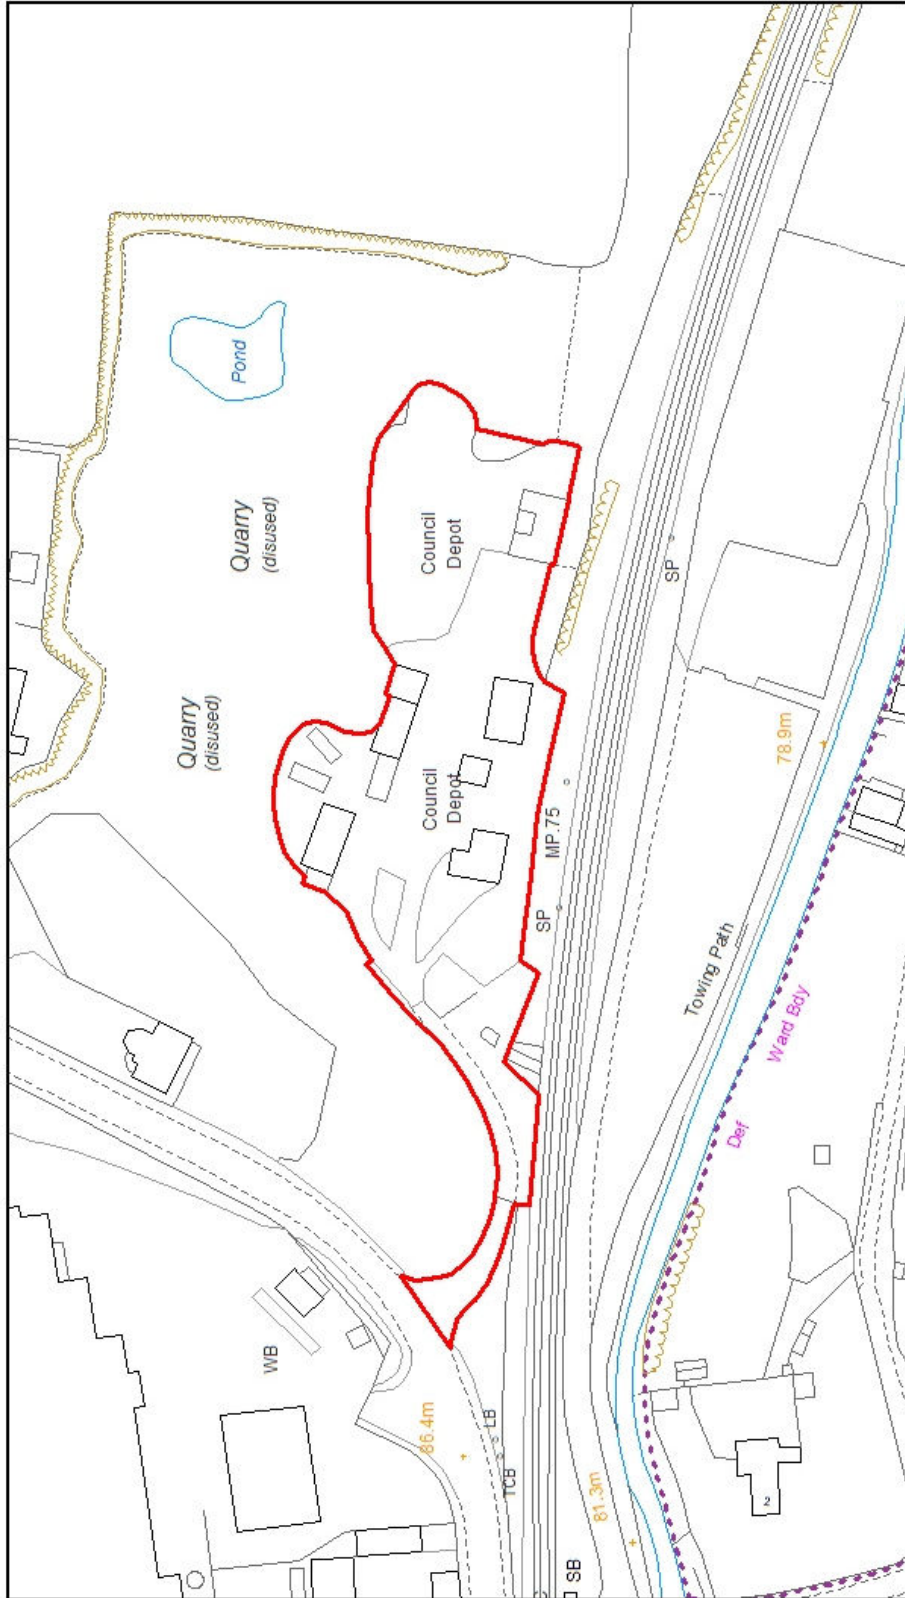 Pond
Quarry
(disused)
Quarry
(disused)
Council
Depot
Council
Depot
SP
MP.75
SP
78.9m
Towing Path
Ward Bdy
Def
WB
86.4m
LB
TCB
81.3m
SB
2